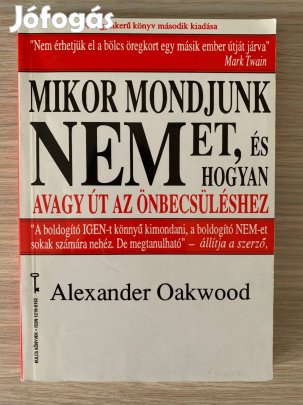 Jófogás
sikerű könyv második kiadása
"Nem érhetjük el a bölcs öregkort egy másik ember útját járva"
Mark Twain
MIKOR MONDJUNK
NEMET, ÉS
HOGYAN
AVAGY ÚT AZ ÖNBECSÜLÉSHEZ
"A boldogító IGEN-t könnyű kimondani, a boldogító NEM-et
sokak számára nehéz. De megtanulható" – állítja a szerző,
Alexander Oakwood